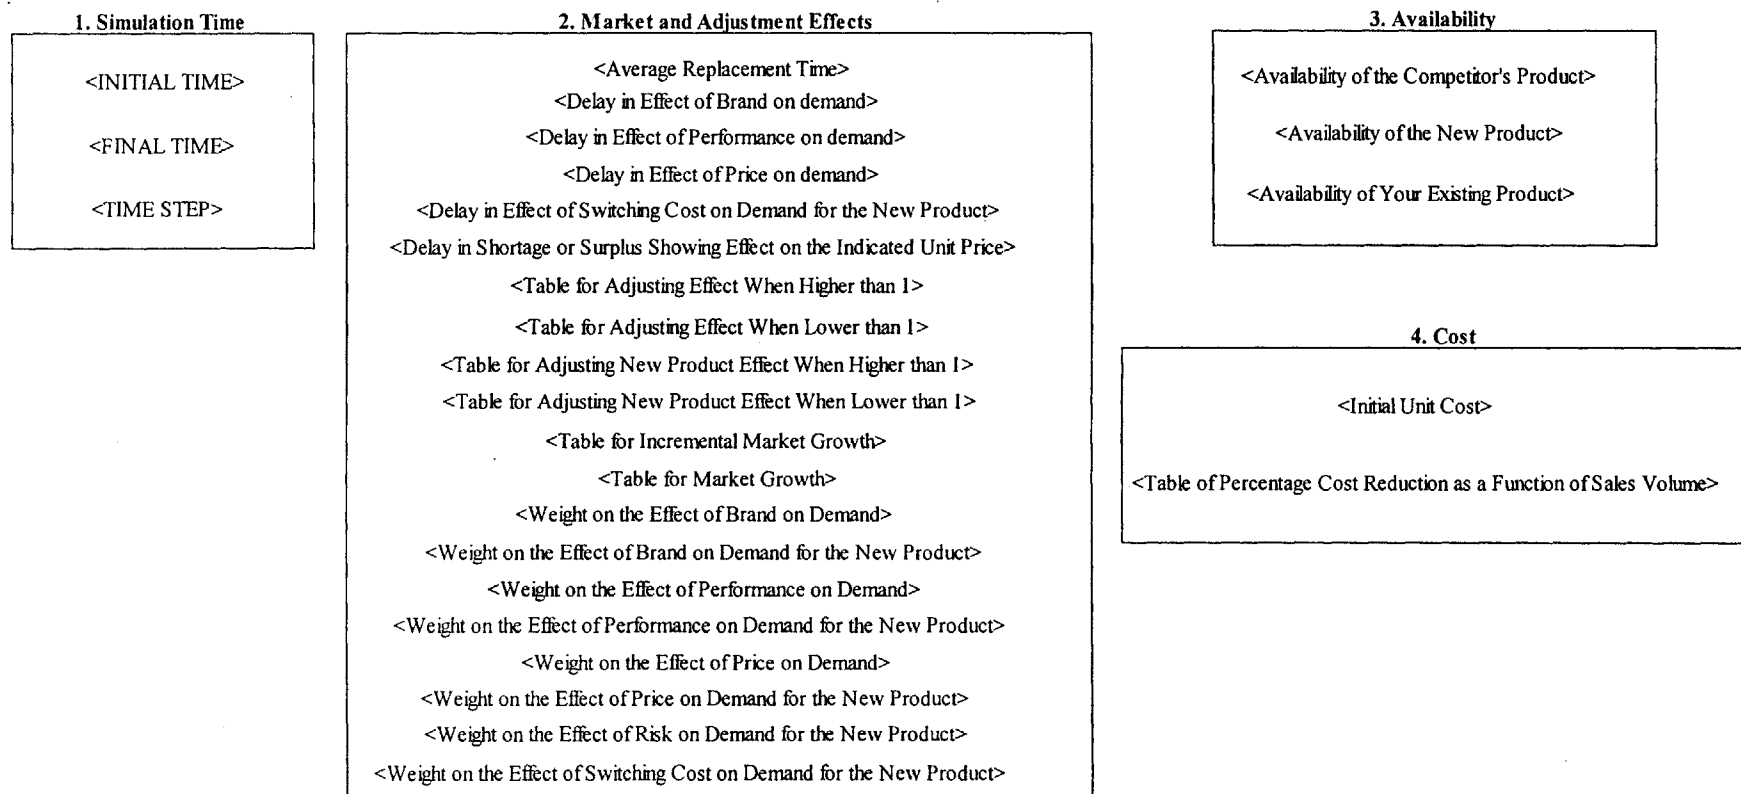 1. Simulation Time
<INITIAL TIME>
<FINAL TIME>
<TIME STEP>
2. Market and Adjustment Effects
<Average Replacement Time>
<Delay in Effect of Brand on demand>
<Delay in Effect of Performance on demand>
<Delay in Effect of Price on demand>
<Delay in Effect of Switching Cost on Demand for the New Product>
<Delay in Shortage or Surplus Showing Effect on the Indicated Unit Price>
<Table for Adjusting Effect When Higher than 1>
<Table for Adjusting Effect When Lower than 1>
<Table for Adjusting New Product Effect When Higher than 1>
<Table for Adjusting New Product Effect When Lower than 1>
<Table for Incremental Market Growth>
<Table for Market Growth>
<Weight on the Effect of Brand on Demand>
<Weight on the Effect of Brand on Demand for the New Product>
<Weight on the Effect of Performance on Demand>
<Weight on the Effect of Performance on Demand for the New Product>
<Weight on the Effect of Price on Demand>
<Weight on the Effect of Price on Demand for the New Product>
<Weight on the Effect of Risk on Demand for the New Product>
<Weight on the Effect of Switching Cost on Demand for the New Product>
3. Availability
<Availability of the Competitor's Product>
<Availability of the New Product>
<Availability of Your Existing Product>
4. Cost
<Initial Unit Cost>
<Table of Percentage Cost Reduction as a Function of Sales Volume>